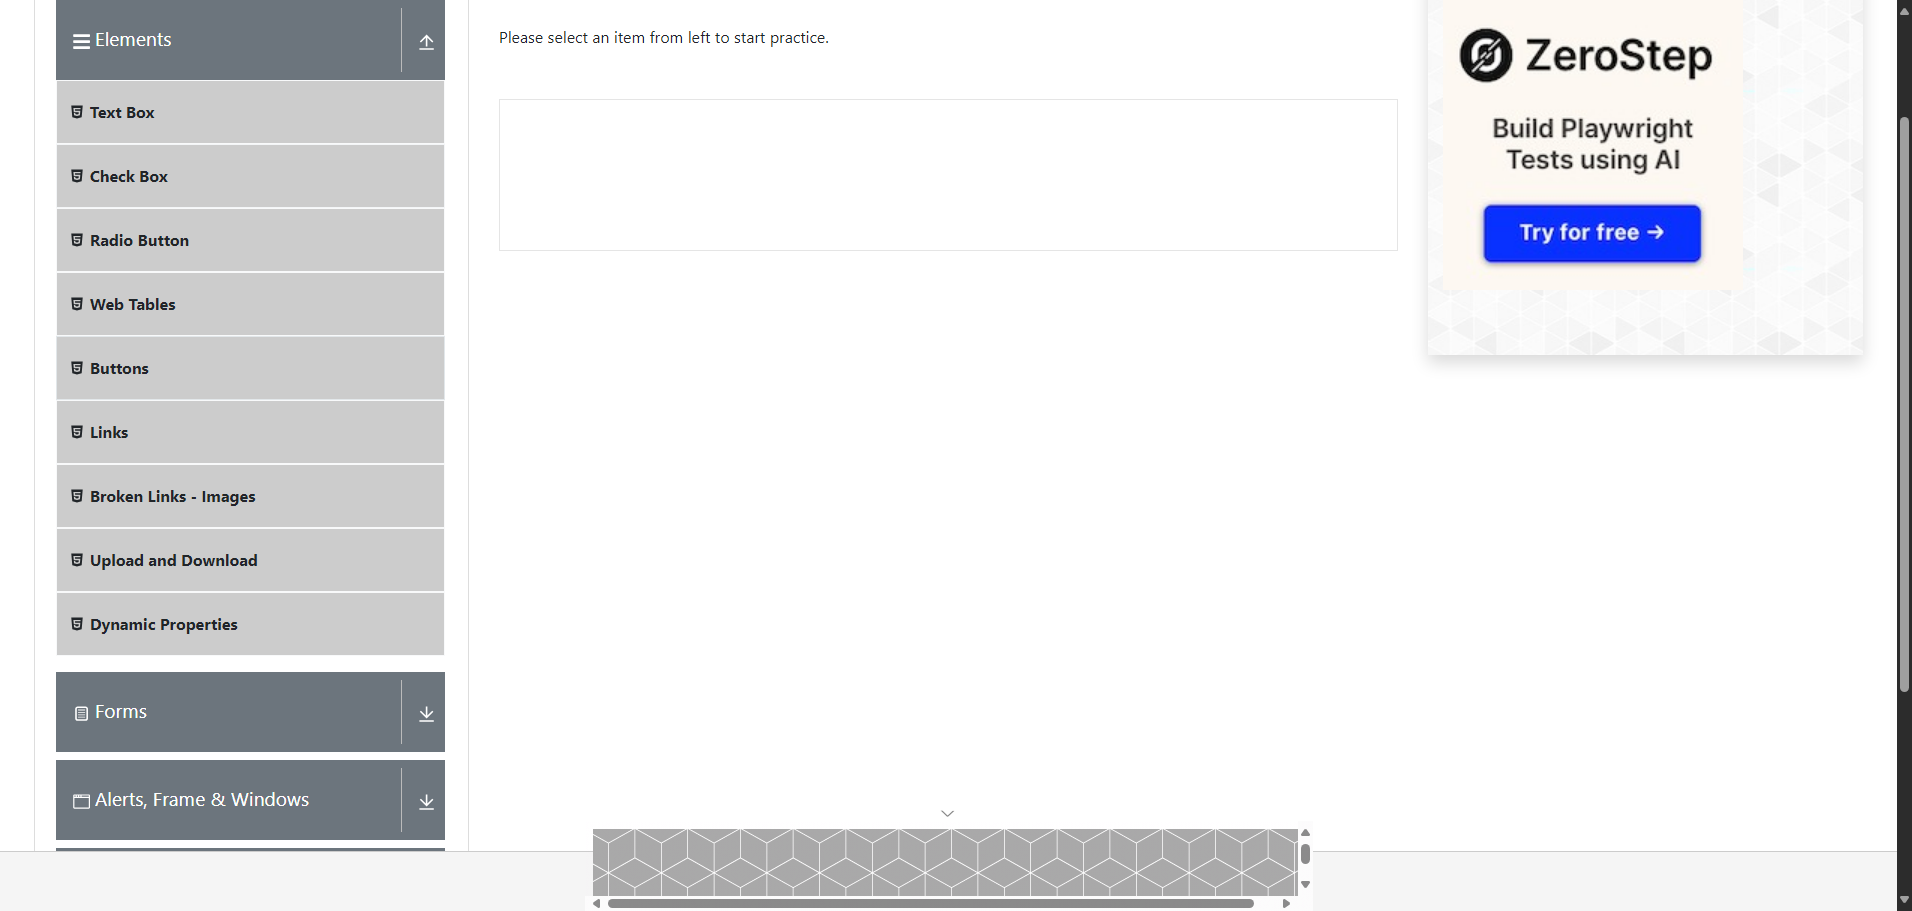 Elements
Text Box
Check Box
Radio Button
Web Tables
Buttons
Links
Broken Links - Images
Upload and Download
Dynamic Properties
Forms
Alerts, Frame & Windows
Please select an item from left to start practice.
ZeroStep
Build Playwright
Tests using AI
Try for free →